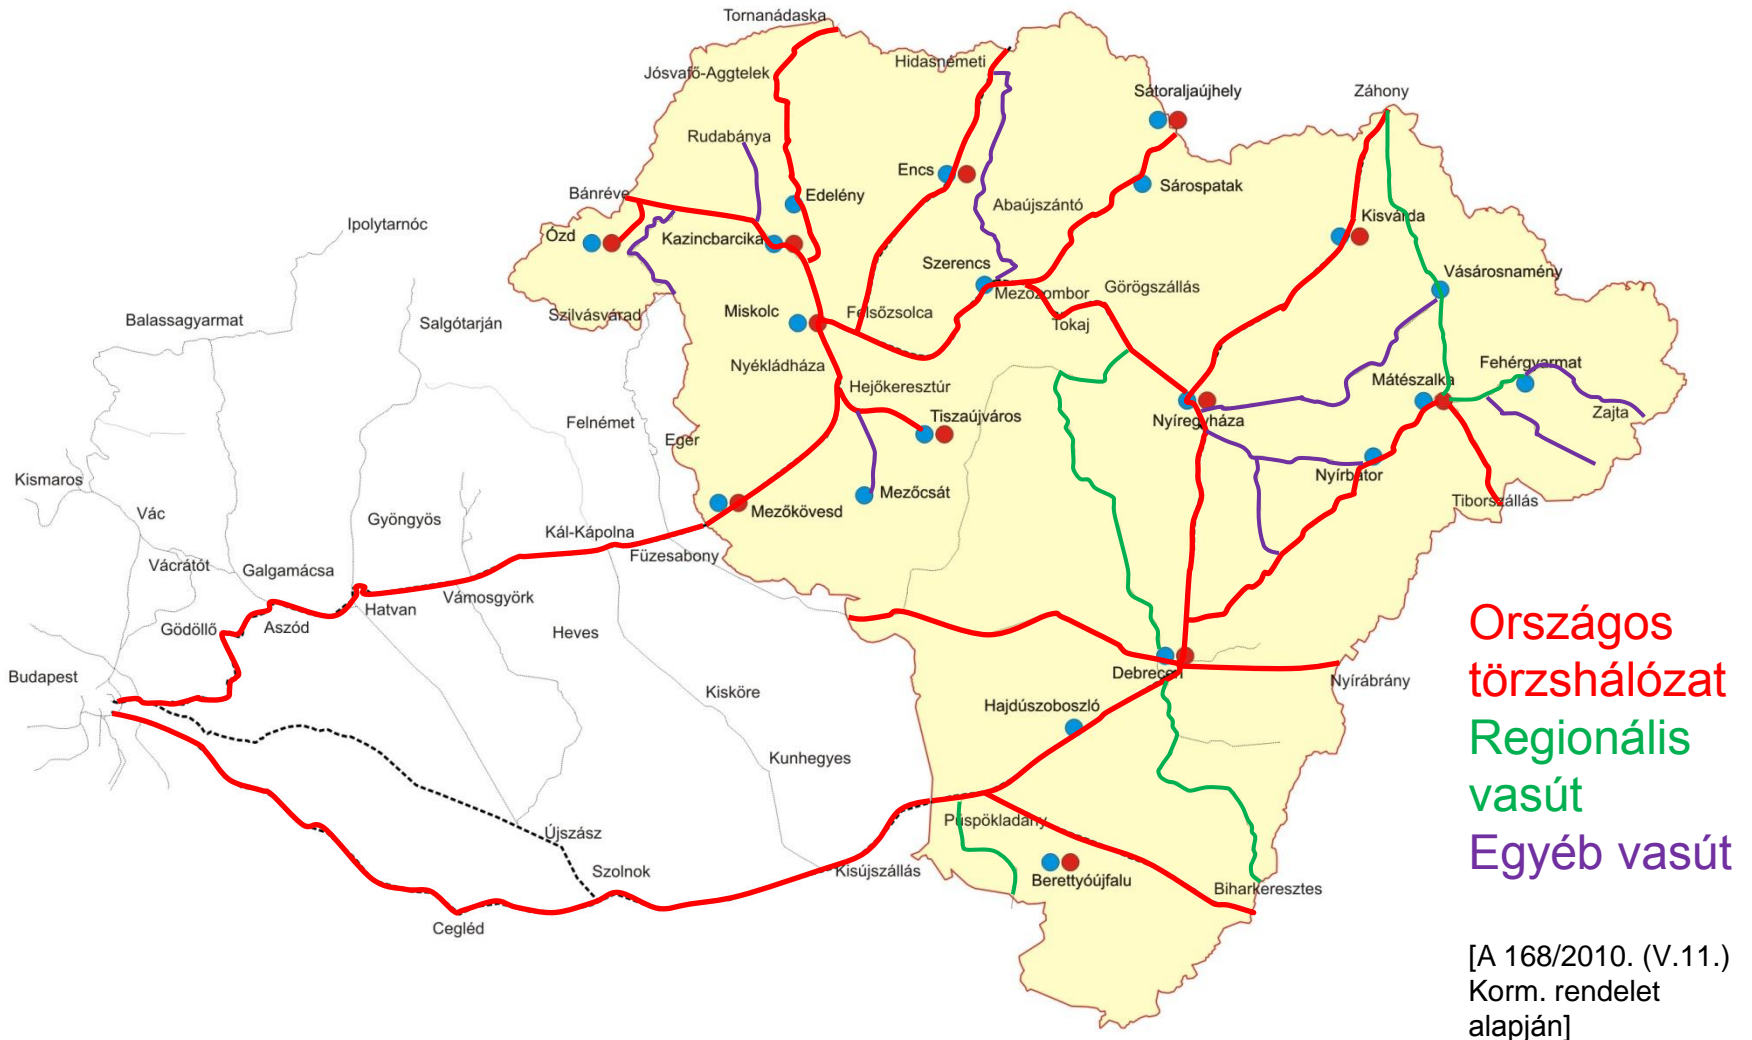 Tornanádaska
Jósvafő-Aggtelek
Hidasnémeti
Sátoraljaújhely
Záhony
Rudabánya
Encs
Edelény
Abaújszántó
Sárospatak
Bánréve
Ipolytarnóc
Ózd
Kazincbarcika
Kisvárda
Szerencs
Mezőzombor
Görögszállás
Vásárosnamény
Szilvásvárad
Miskolc
Felsőzsolca
Tokaj
Balassagyarmat
Salgótarján
Nyékládháza
Hejőkeresztúr
Fehérgyarmat
Mátészalka
Felnémet
Tiszaújváros
Nyíregyháza
Zajta
Eger
Kismaros
Nyírbátor
Mezőcsát
Tiborszállás
Vác
Gyöngyös
Mezőkövesd
Kál-Kápolna
Füzesabony
Vácrátót
Galgamácsa
Vámosgyörk
Hatvan
Gödöllő
Aszód
Heves
Budapest
Debrecen
Nyírábrány
Kisköre
Hajdúszoboszló
Kunhegyes
Püspökladány
Újszász
Szolnok
Kisújszállás
Berettyóújfalu
Biharkeresztes
Cegléd
Országos
törzshálózat
Regionális
vasút
Egyéb vasút
[A 168/2010. (V.11.)
Korm. rendelet
alapján]